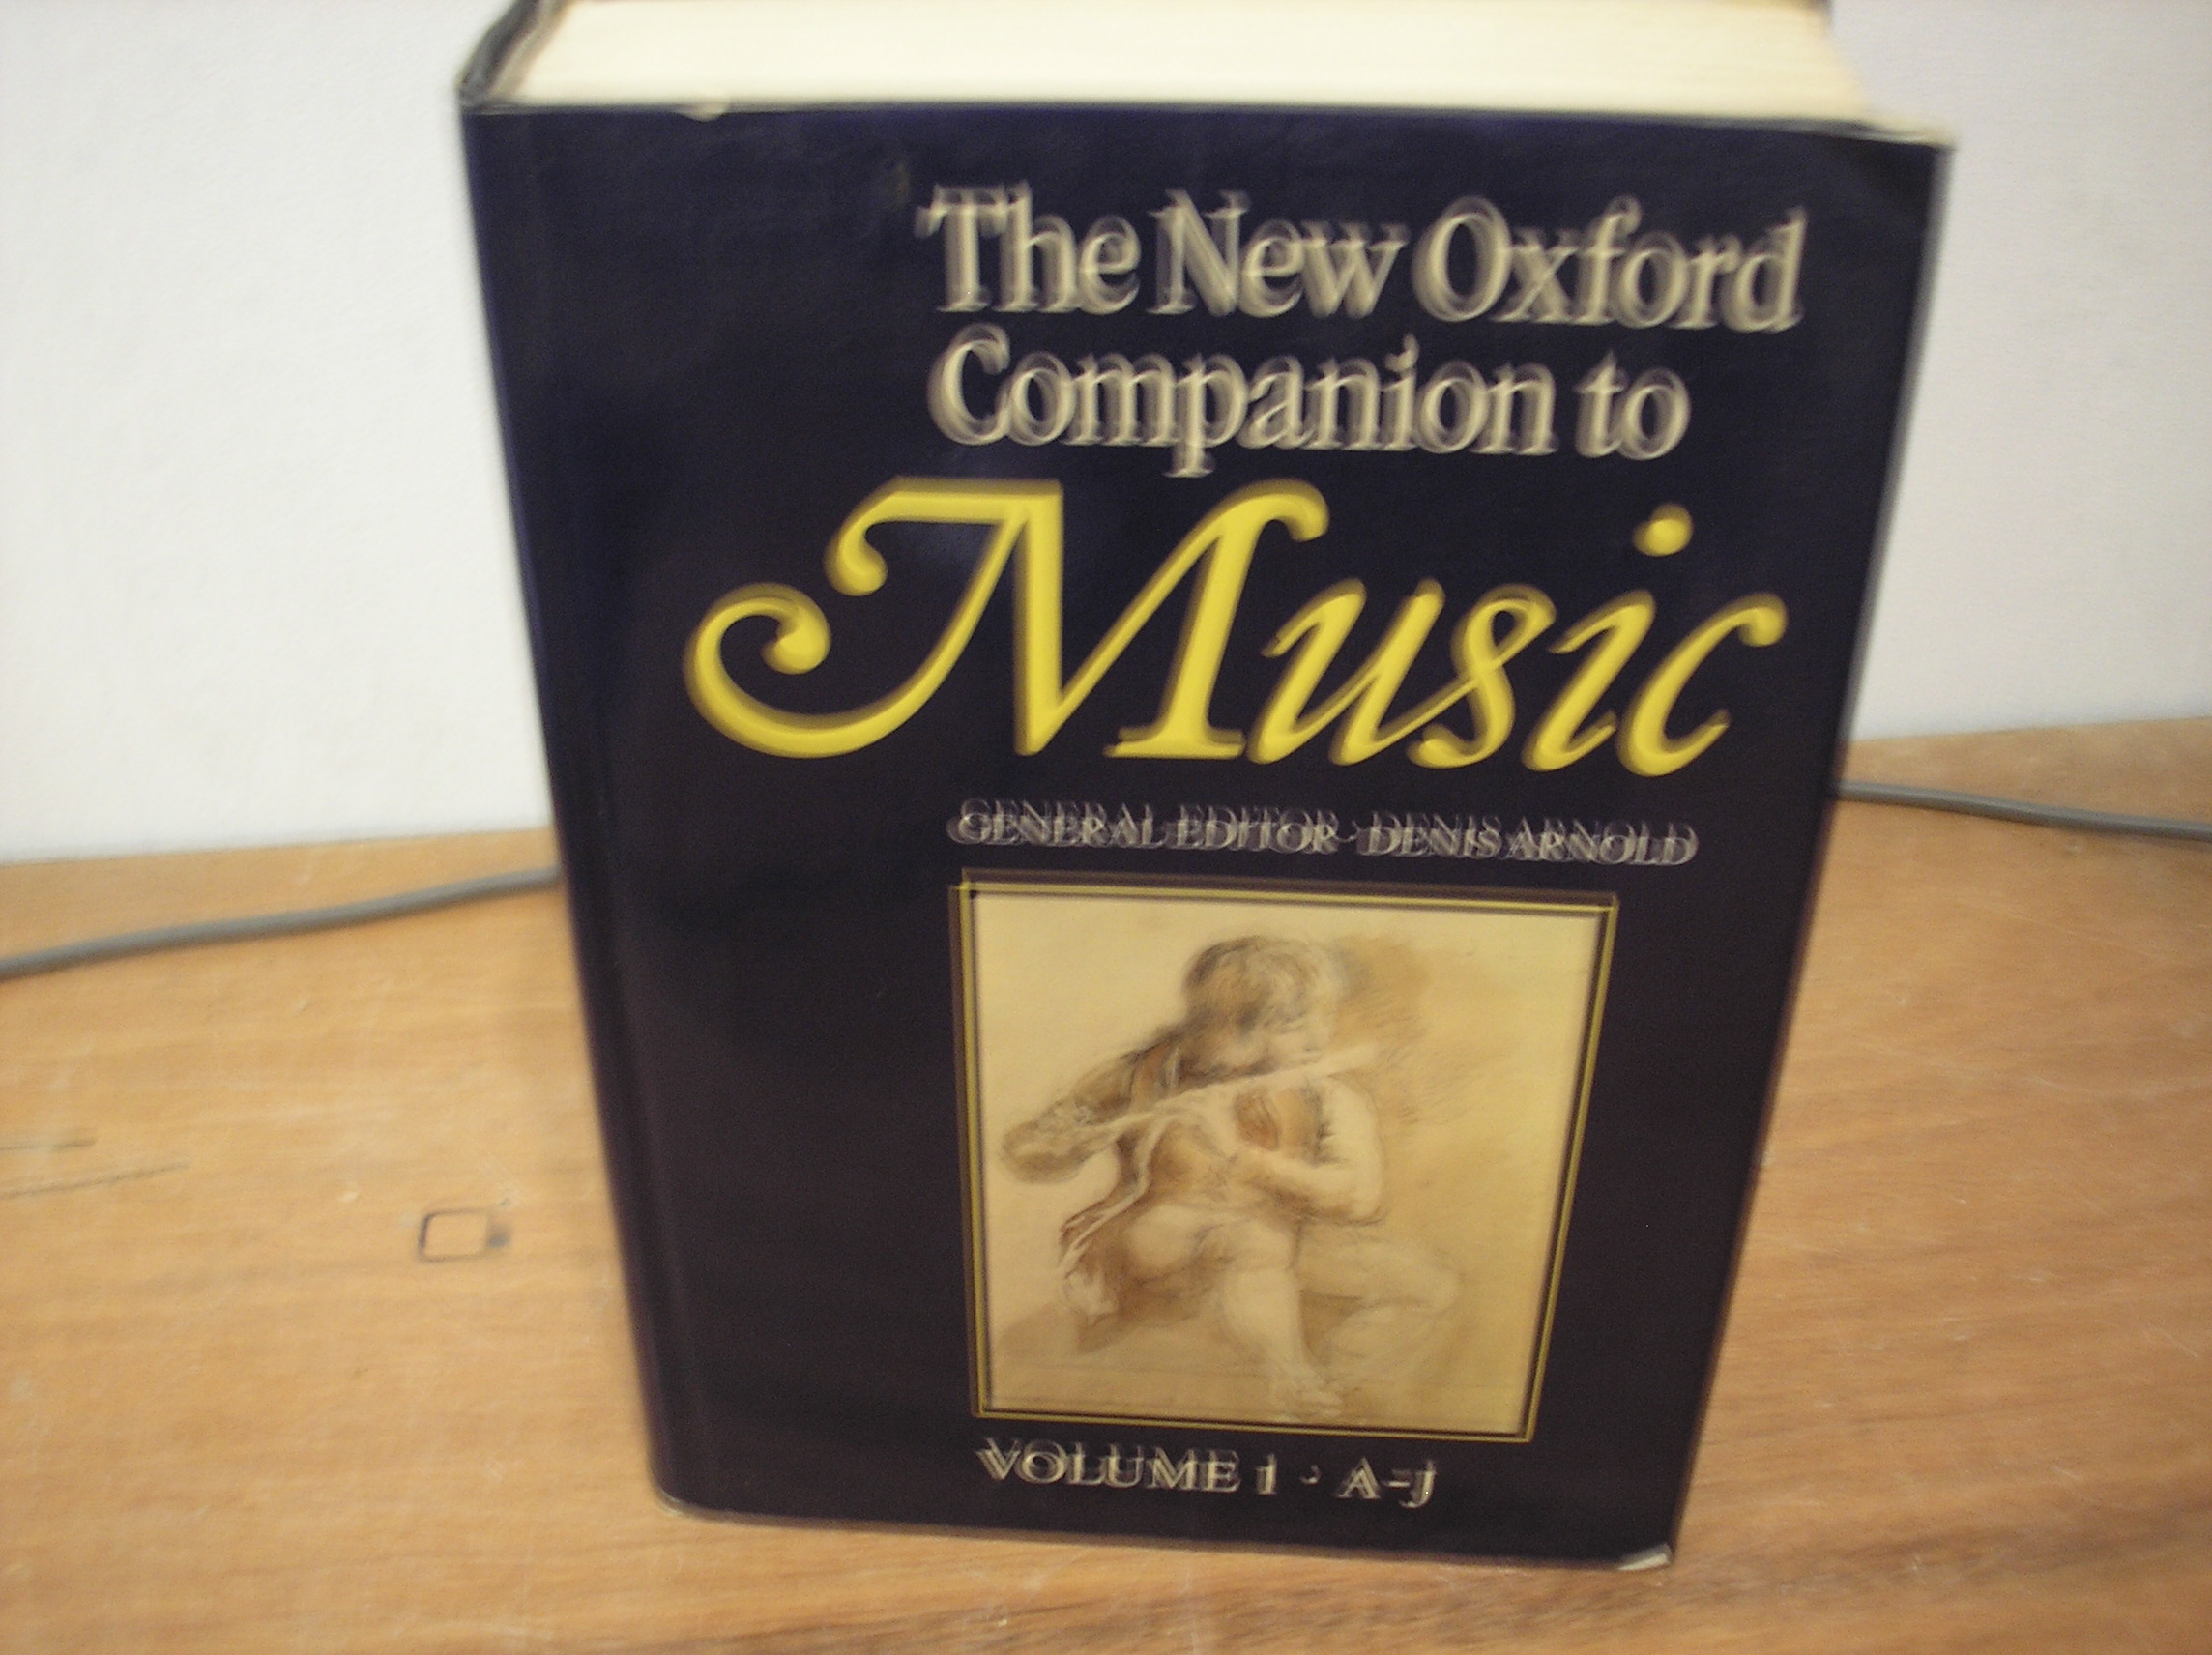 The New Oxford
Companion to
Music
GENERAL EDITOR · DENIS ARNOLD
VOLUME 1 · A-J